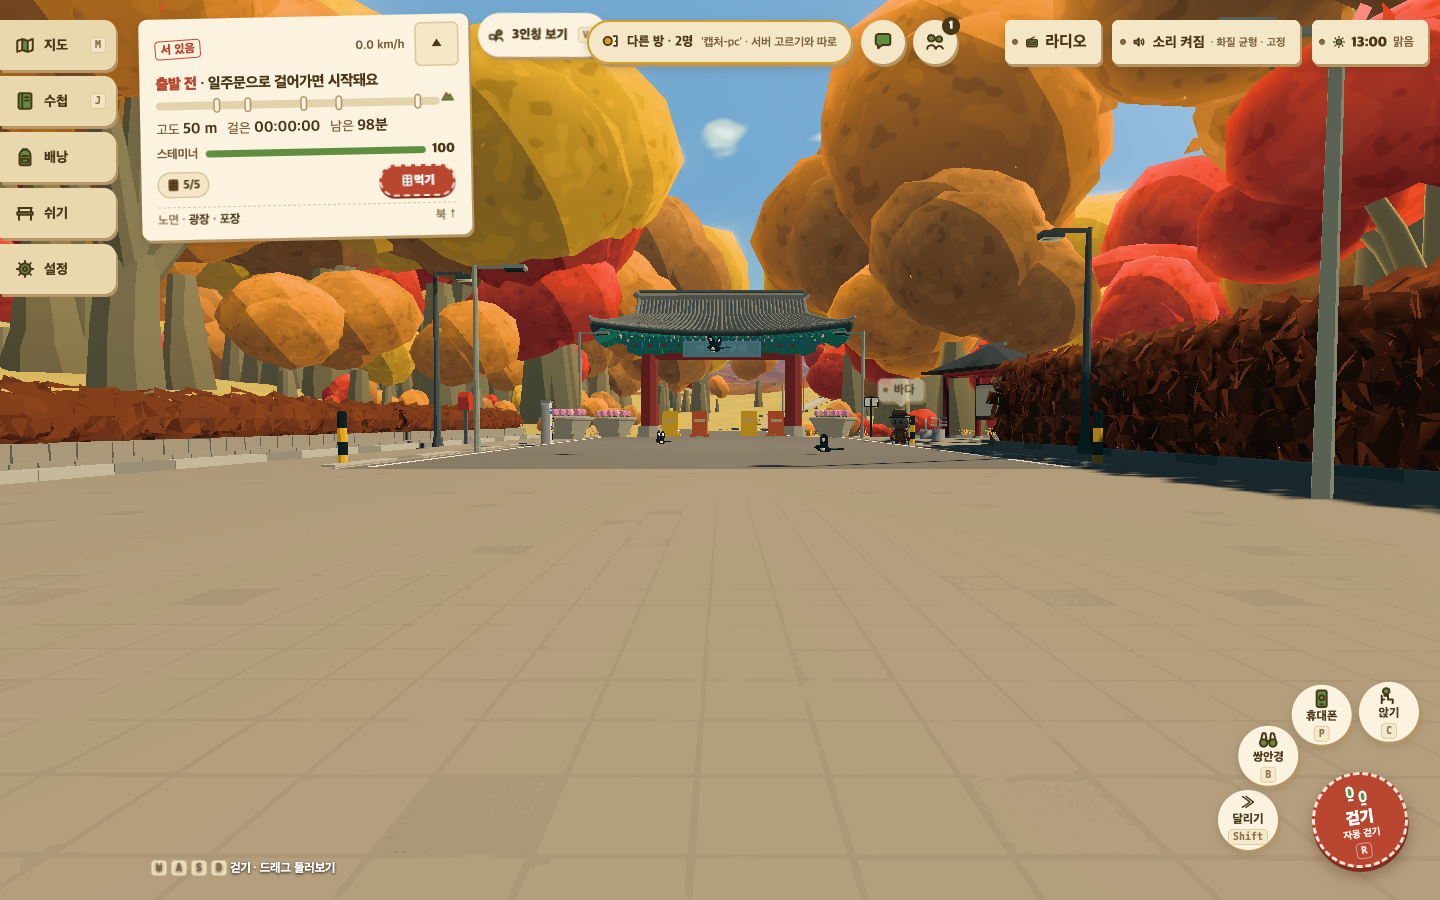 지도 M
수첩 J
배낭
쉬기
설정
서 있음
0.0 km/h
▲
출발 전 · 일주문으로 걸어가면 시작돼요
고도 50 m 걸은 00:00:00 남은 98분
스테미너 100
5/5
먹기
노면 · 광장 · 포장
북 ↑
3인칭 보기
다른 방 · 2명 '캡처-pc' · 서버 고르기와 따로
1
라디오
소리 켜짐 · 화질 균형 · 고정
13:00 맑음
바다
휴대폰
P
앉기
C
쌍안경
B
달리기
Shift
걷기
자동 걷기
R
W A S D 걷기 · 드래그 둘러보기